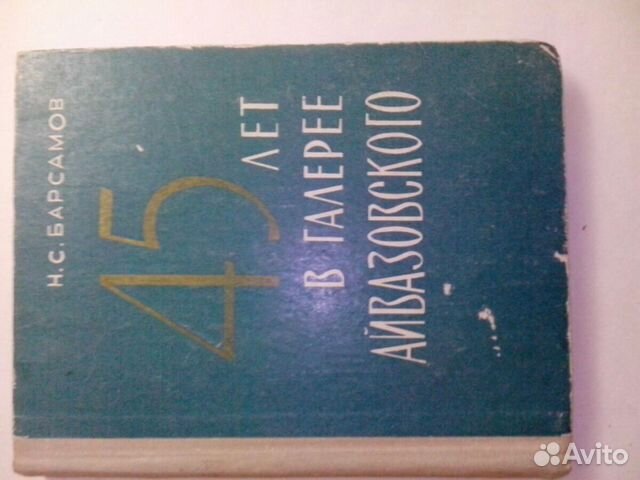 Н.С. БАРСАМОВ
45 ЛЕТ
В ГАЛЕРЕЕ
АЙВАЗОВСКОГО
Avito